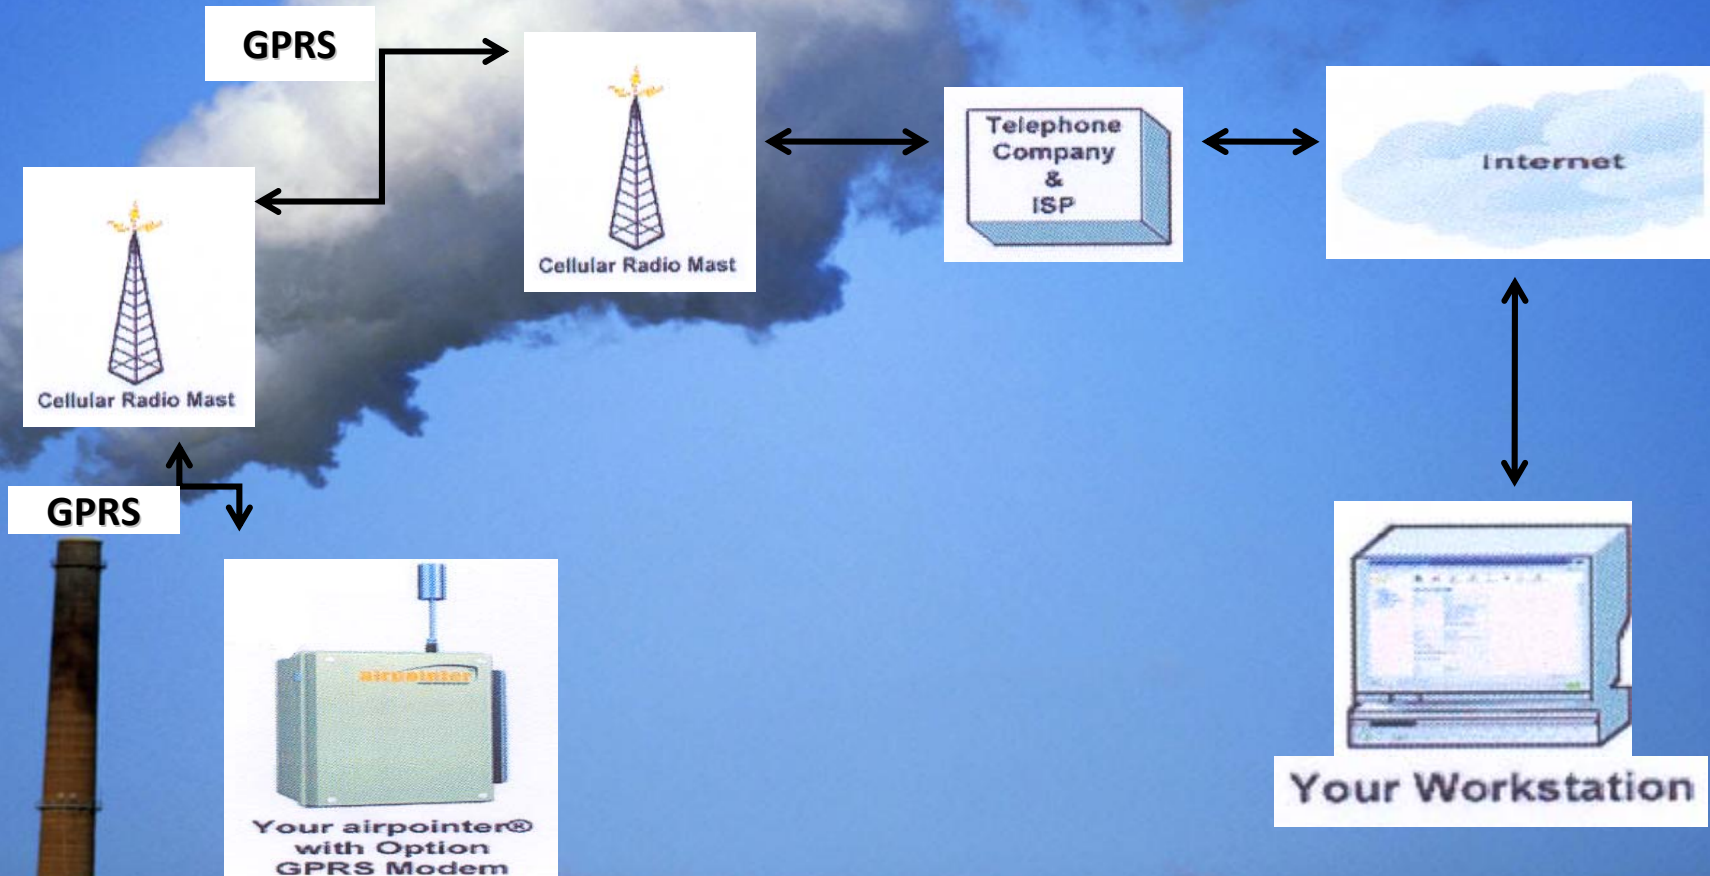 GPRS
Cellular Radio Mast
Telephone
Company
&
ISP
Internet
Cellular Radio Mast
GPRS
airpointer
Your airpointer®
with Option
GPRS Modem
Your Workstation